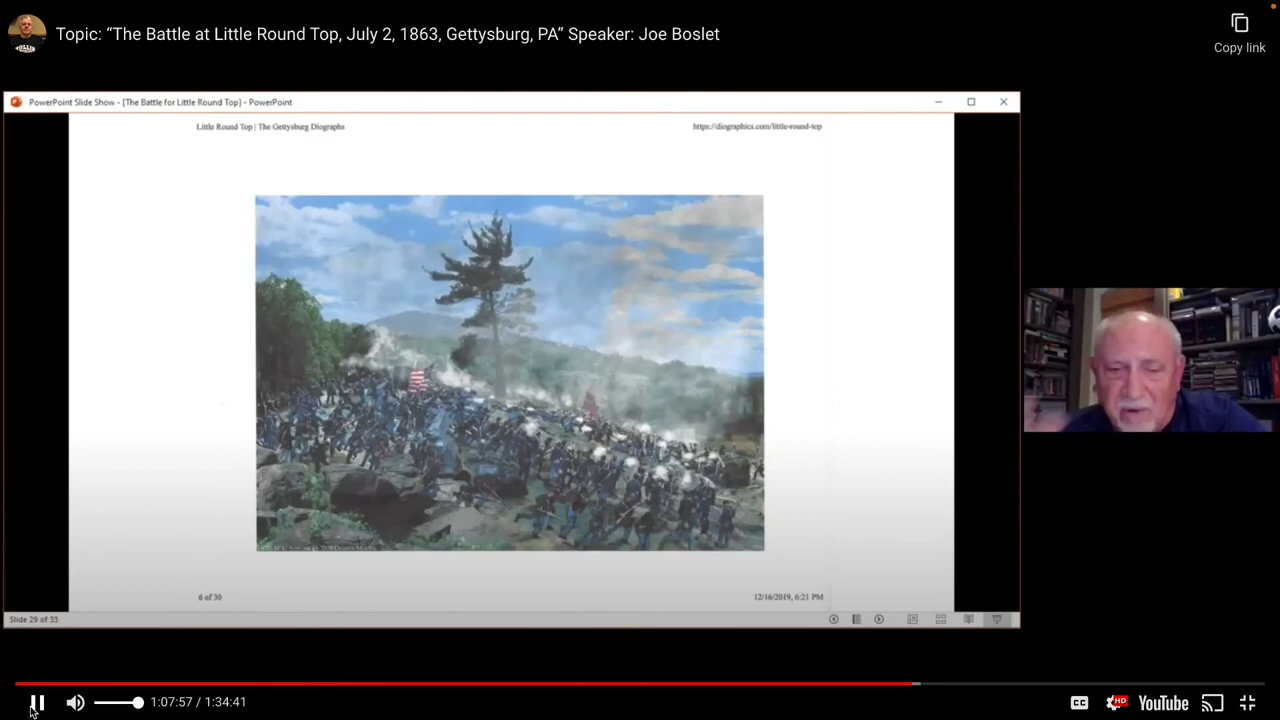 Topic: “The Battle at Little Round Top, July 2, 1863, Gettysburg, PA” Speaker: Joe Boslet
Copy link
PowerPoint Slide Show - [The Battle for Little Round Top] - PowerPoint
Little Round Top | The Gettysburg Diographs
https://diographics.com/little-round-top
6 of 30
12/16/2019, 6:21 PM
Slide 29 of 33
1:07:57 / 1:34:41
CC
HD
YouTube